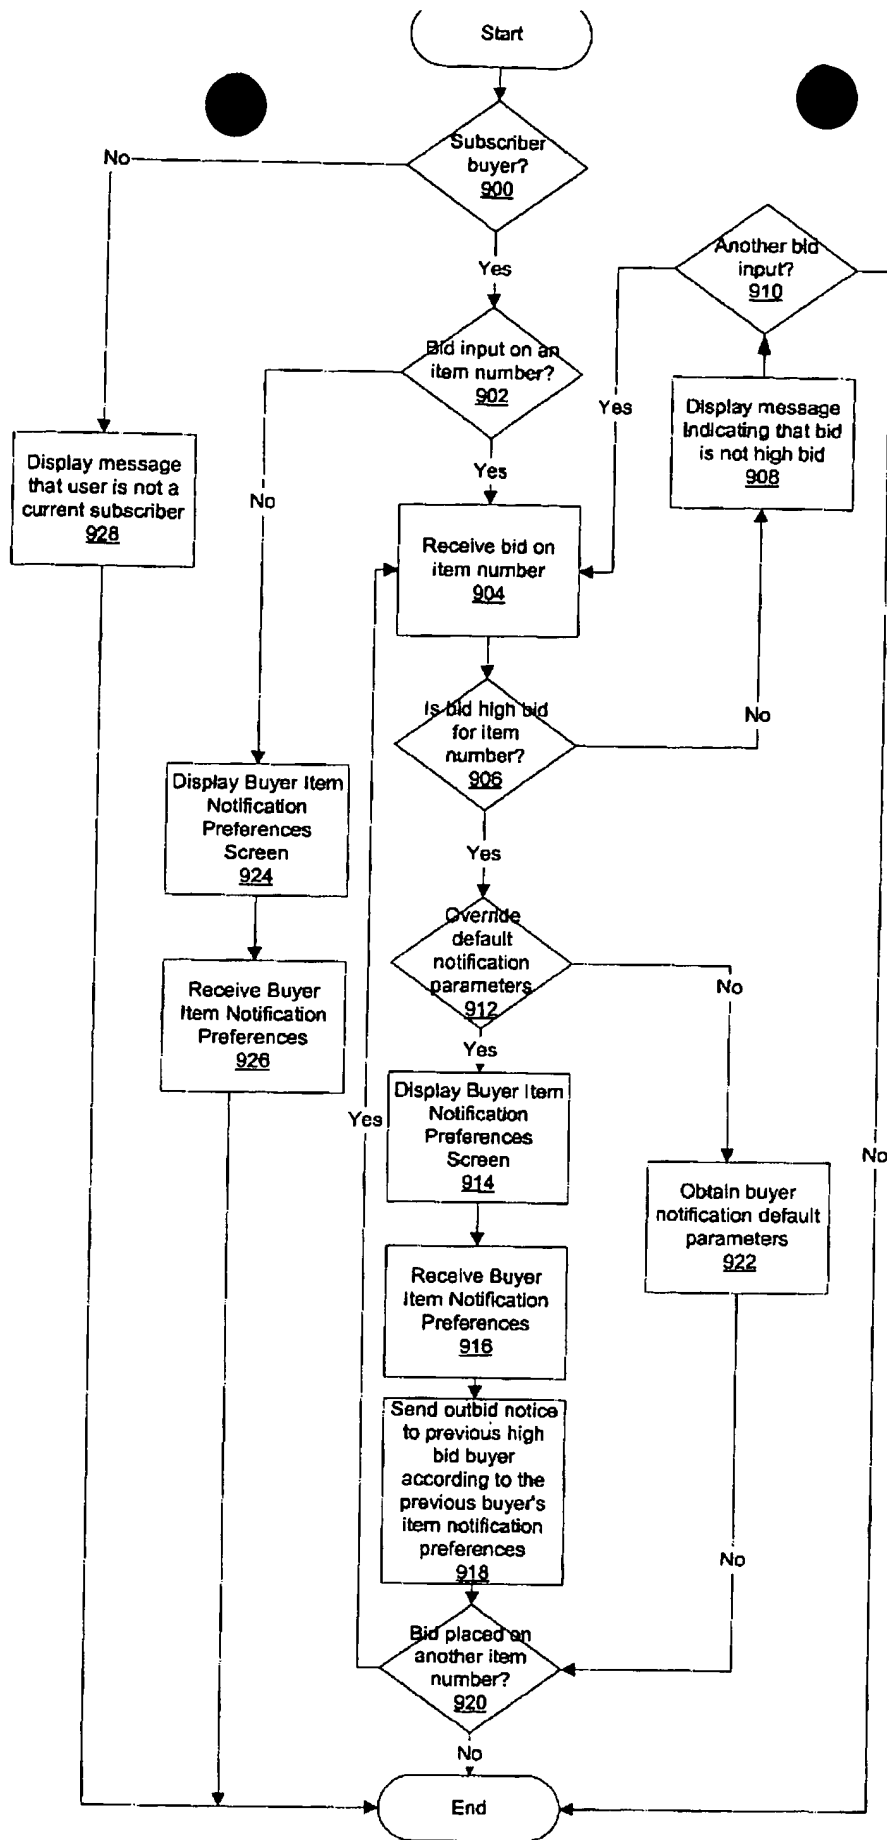 Start
Subscriber
buyer?
900
No
Yes
Another bid
input?
910
Bid input on an
item number?
902
Yes
Display message
Indicating that bid
is not high bid
908
Display message
that user is not a
current subscriber
928
No
Yes
Receive bid on
item number
904
Is bid high bid
for item
number?
906
No
Display Buyer Item
Notification
Preferences
Screen
924
Yes
Override
default
notification
parameters
912
No
Receive Buyer
Item Notification
Preferences
926
Yes
Display Buyer Item
Notification
Preferences
Screen
914
Yes
No
Obtain buyer
notification default
parameters
922
Receive Buyer
Item Notification
Preferences
916
Send outbid notice
to previous high
bid buyer
according to the
previous buyer's
item notification
preferences
918
No
Bid placed on
another item
number?
920
No
End